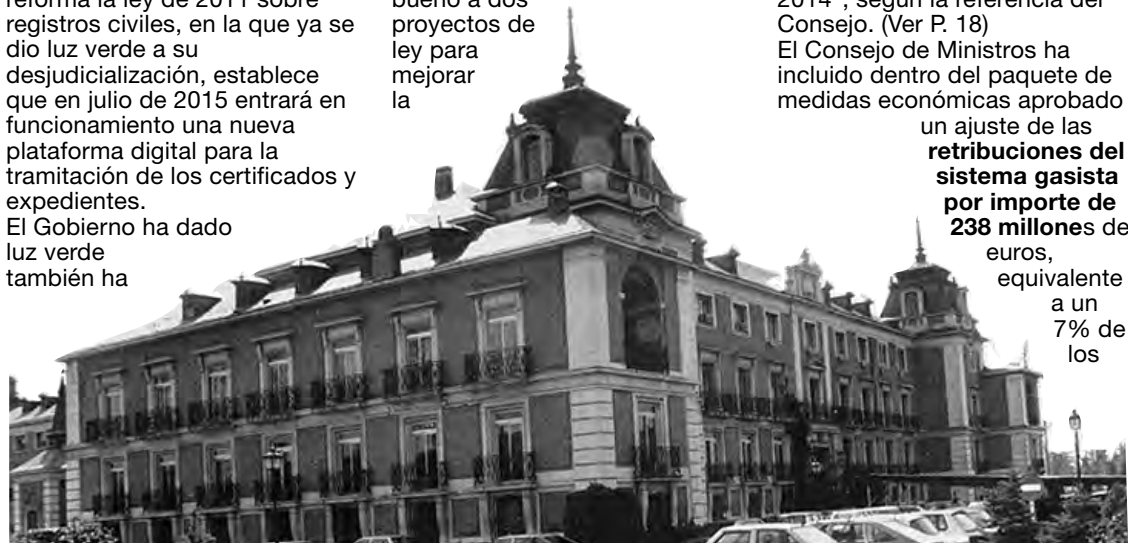 reforma la ley de 2011 sobre
registros civiles, en la que ya se
dio luz verde a su
desjudicialización, establece
que en julio de 2015 entrará en
funcionamiento una nueva
plataforma digital para la
tramitación de los certificados y
expedientes.
El Gobierno ha dado
luz verde
también ha
bueno a dos
proyectos de
ley para
mejorar
la
2014", según la referencia del
Consejo. (Ver P. 18)
El Consejo de Ministros ha
incluido dentro del paquete de
medidas económicas aprobado
un ajuste de las
retribuciones del
sistema gasista
por importe de
238 millones de
euros,
equivalente
a un
7% de
los